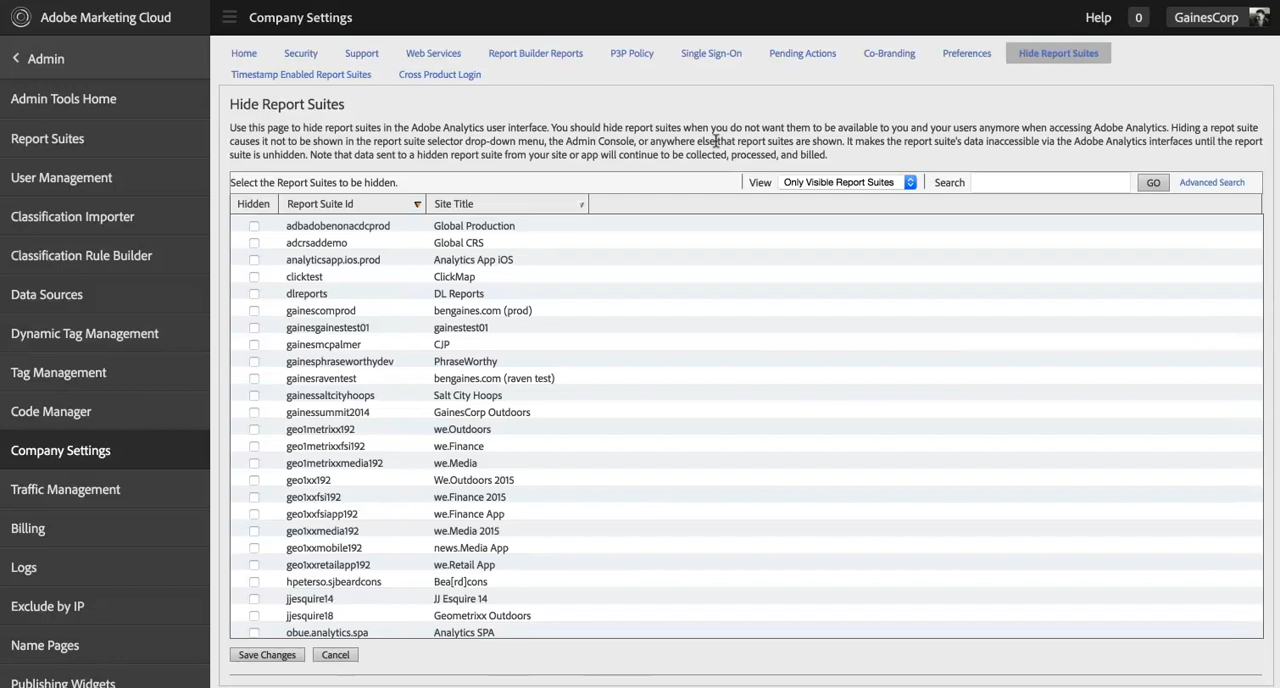 Adobe Marketing Cloud
Company Settings
Help 0 GainesCorp
Admin
Admin Tools Home
Report Suites
User Management
Classification Importer
Classification Rule Builder
Data Sources
Dynamic Tag Management
Tag Management
Code Manager
Company Settings
Traffic Management
Billing
Logs
Exclude by IP
Name Pages
Publishing Widgets
Home Security Support Web Services Report Builder Reports P3P Policy Single Sign-On Pending Actions Co-Branding Preferences Hide Report Suites
Timestamp Enabled Report Suites Cross Product Login
Hide Report Suites
Use this page to hide report suites in the Adobe Analytics user interface. You should hide report suites when you do not want them to be available to you and your users anymore when accessing Adobe Analytics. Hiding a repot suite
causes it not to be shown in the report suite selector drop-down menu, the Admin Console, or anywhere else that report suites are shown. It makes the report suite's data inaccessible via the Adobe Analytics interfaces until the report
suite is unhidden. Note that data sent to a hidden report suite from your site or app will continue to be collected, processed, and billed.
Select the Report Suites to be hidden. View Only Visible Report Suites Search GO Advanced Search
Hidden Report Suite Id Site Title
adbadobenonacdcprod Global Production
adcrsaddemo Global CRS
analyticsapp.ios.prod Analytics App iOS
clicktest ClickMap
dlreports DL Reports
gainescomprod bengaines.com (prod)
gainesgainestest01 gainestest01
gainesmcpalmer CJP
gainesphraseworthydev PhraseWorthy
gainesraventest bengaines.com (raven test)
gainessaltcityhoops Salt City Hoops
gainessummit2014 GainesCorp Outdoors
geo1metrixx192 we.Outdoors
geo1metrixxfsi192 we.Finance
geo1metrixxmedia192 we.Media
geo1xx192 We.Outdoors 2015
geo1xxfsi192 we.Finance 2015
geo1xxfsiapp192 we.Finance App
geo1xxmedia192 we.Media 2015
geo1xxmobile192 news.Media App
geo1xxretailapp192 we.Retail App
hpeterso.sjbeardcons Bea[rd]cons
jjesquire14 JJ Esquire 14
jjesquire18 Geometrixx Outdoors
obue.analytics.spa Analytics SPA
Save Changes Cancel